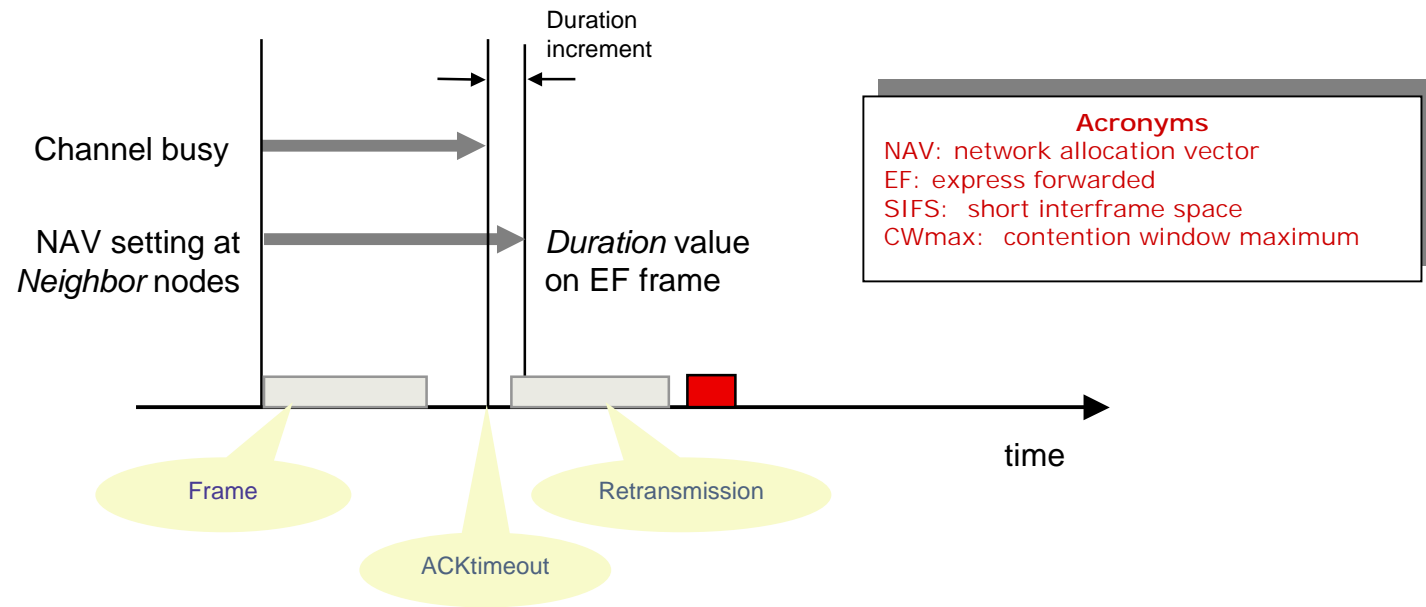 Duration
increment
Channel busy
NAV setting at
Neighbor nodes
Duration value
on EF frame
Acronyms
NAV: network allocation vector
EF: express forwarded
SIFS: short interframe space
CWmax: contention window maximum
time
Frame
Retransmission
ACKtimeout